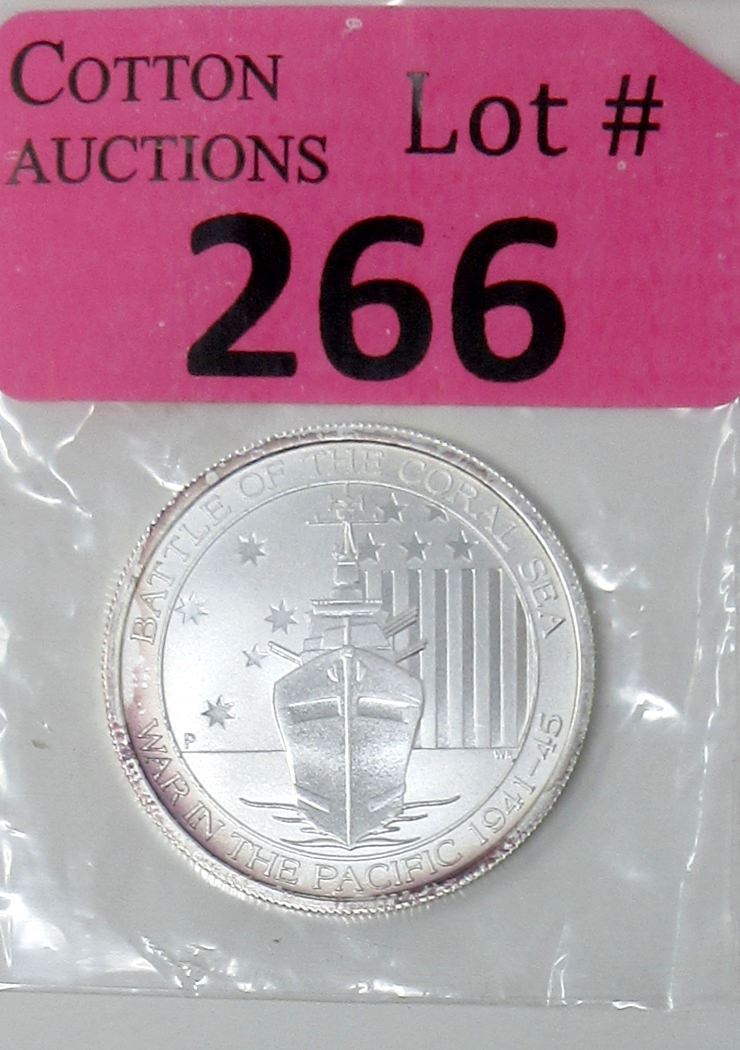 COTTON
AUCTIONS
Lot #
266
BATTLE OF THE CORAL SEA
P
WAR IN THE PACIFIC 1941-45